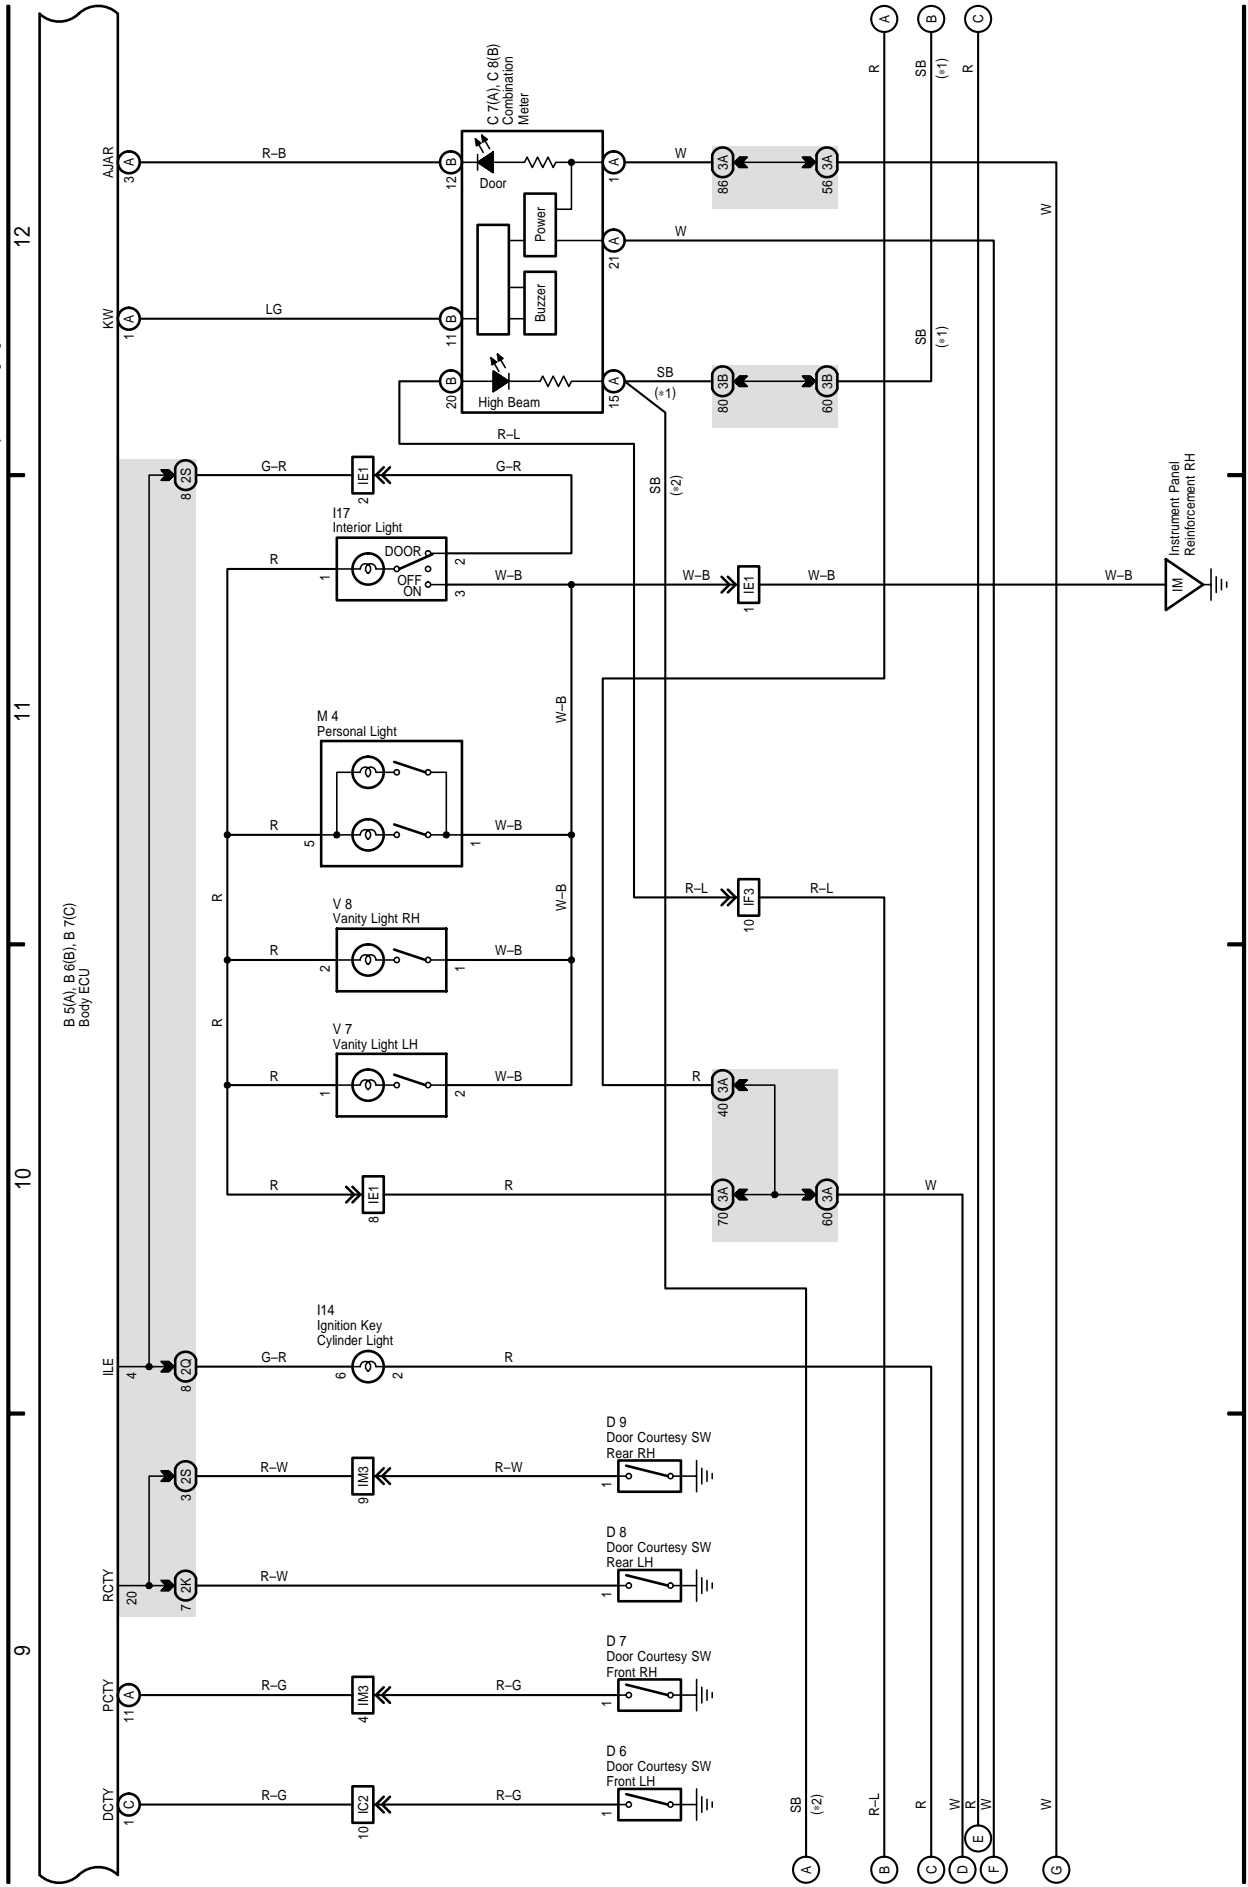 9
10
11
12
B 5(A), B 6(B), B 7(C)
Body ECU
DCTY
1 C
R–G
10 IC2
R–G
D 6
Door Courtesy SW
Front LH
1
PCTY
11 A
R–G
4 IM3
R–G
D 7
Door Courtesy SW
Front RH
1
RCTY
20
7 2K
R–W
D 8
Door Courtesy SW
Rear LH
1
3 2S
R–W
9 IM3
R–W
D 9
Door Courtesy SW
Rear RH
1
ILE
4
8 2Q
G–R
I14
Ignition Key
Cylinder Light
6
2
R
R
8 IE1
R
70 3A
40 3A
R
60 3A
W
V 7
Vanity Light LH
R
1
2
W–B
R
V 8
Vanity Light RH
R
2
1
W–B
R
W–B
M 4
Personal Light
R
5
1
W–B
W–B
I17
Interior Light
R
1
DOOR
OFF
ON
2
3
W–B
W–B
1 IE1
W–B
W–B
IM
Instrument Panel
Reinforcement RH
8 2S
G–R
2 IE1
G–R
R–L
R–L
10 IF3
R–L
KW
1 A
LG
11 B
AJAR
3 A
R–B
12 B
20 B
C 7(A), C 8(B)
Combination
Meter
High Beam
Buzzer
Power
Door
15 A
21 A
1 A
SB
(*1)
80 3B
60 3B
SB
(*1)
SB
(*2)
W
W
86 3A
56 3A
W
R
A
SB
(*1)
B
R
C
SB
(*2)
A
R–L
B
R
C
W
D
R
E
W
F
W
G